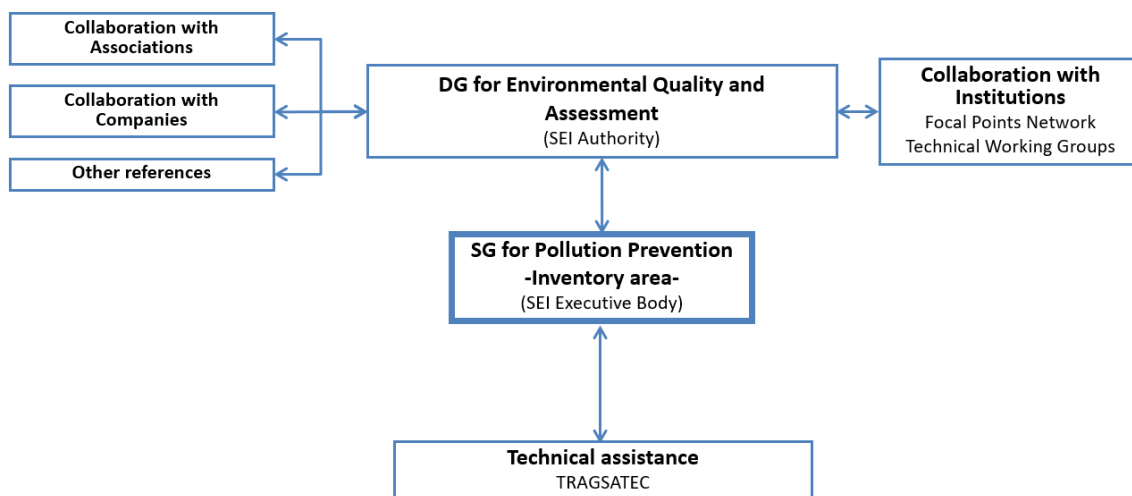 Collaboration with
Associations
Collaboration with
Companies
Other references
DG for Environmental Quality and
Assessment
(SEI Authority)
Collaboration with
Institutions
Focal Points Network
Technical Working Groups
SG for Pollution Prevention
-Inventory area-
(SEI Executive Body)
Technical assistance
TRAGSATEC